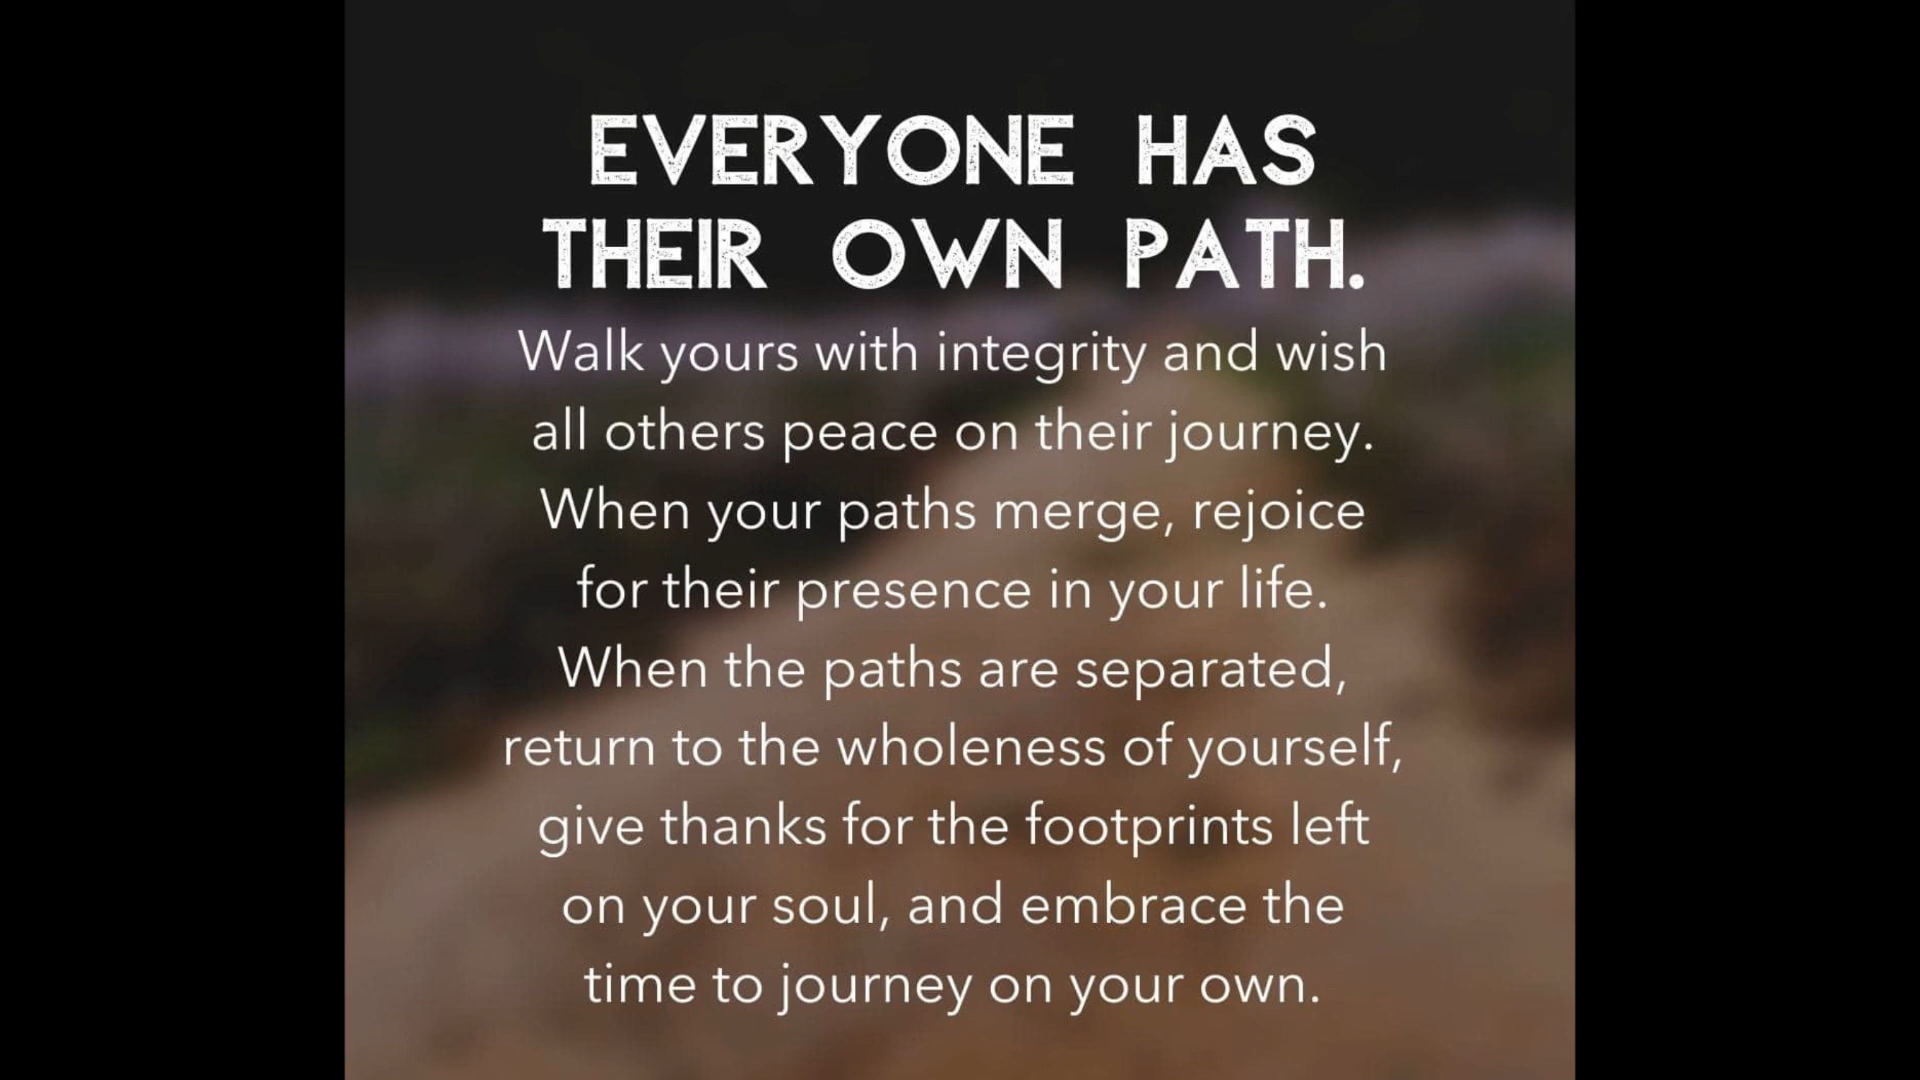 EVERYONE HAS
THEIR OWN PATH.
Walk yours with integrity and wish
all others peace on their journey.
When your paths merge, rejoice
for their presence in your life.
When the paths are separated,
return to the wholeness of yourself,
give thanks for the footprints left
on your soul, and embrace the
time to journey on your own.